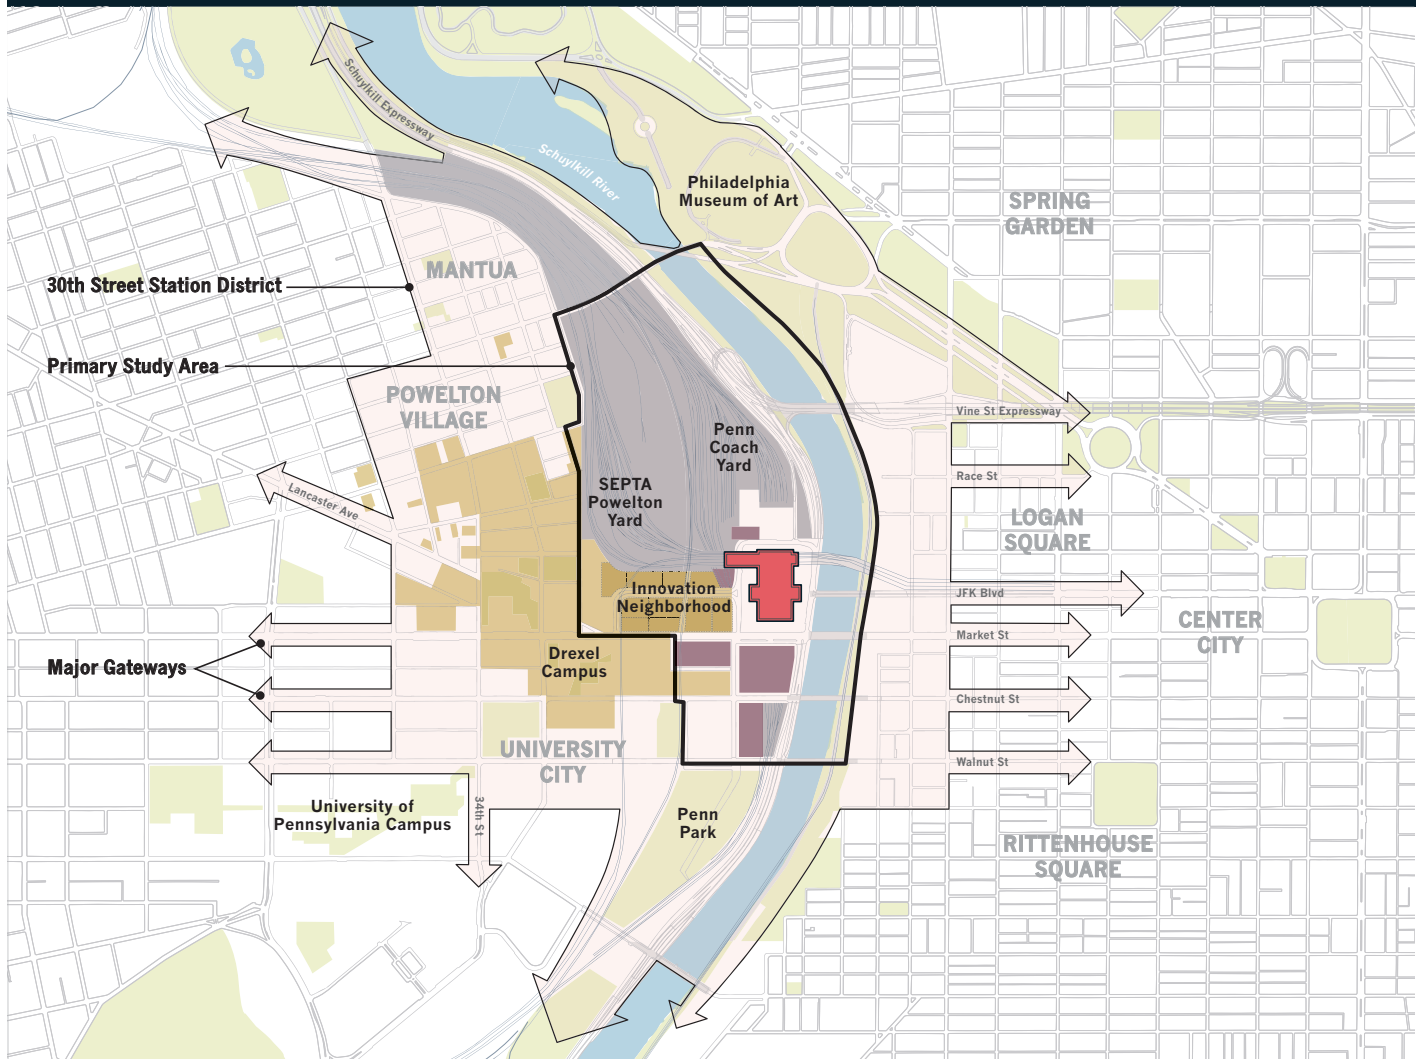 Schuylkill Expressway
Schuylkill River
Philadelphia
Museum of Art
SPRING
GARDEN
MANTUA
30th Street Station District
Primary Study Area
POWELTON
VILLAGE
Vine St Expressway
Penn
Coach
Yard
Race St
SEPTA
Powelton
Yard
Lancaster Ave
LOGAN
SQUARE
Innovation
Neighborhood
JFK Blvd
CENTER
CITY
Market St
Major Gateways
Drexel
Campus
Chestnut St
UNIVERSITY
CITY
Walnut St
University of
Pennsylvania Campus
34th St
Penn
Park
RITTENHOUSE
SQUARE